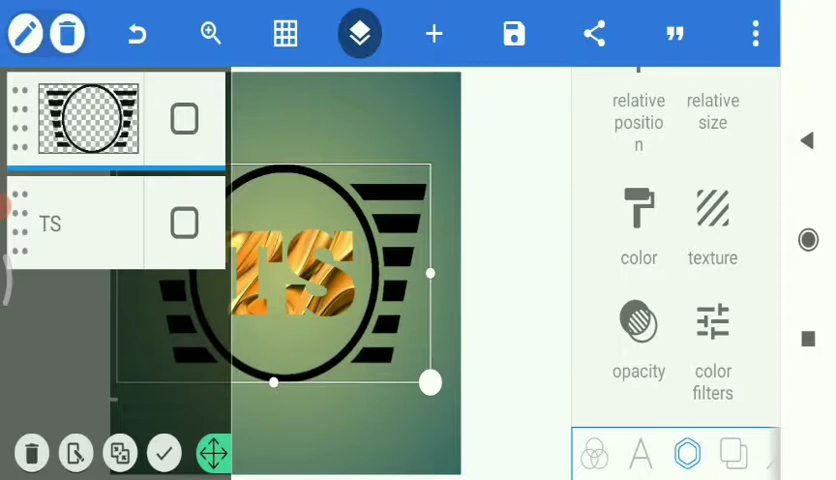 relative
positio
n
relative
size
TS
TS
color
texture
opacity
color
filters